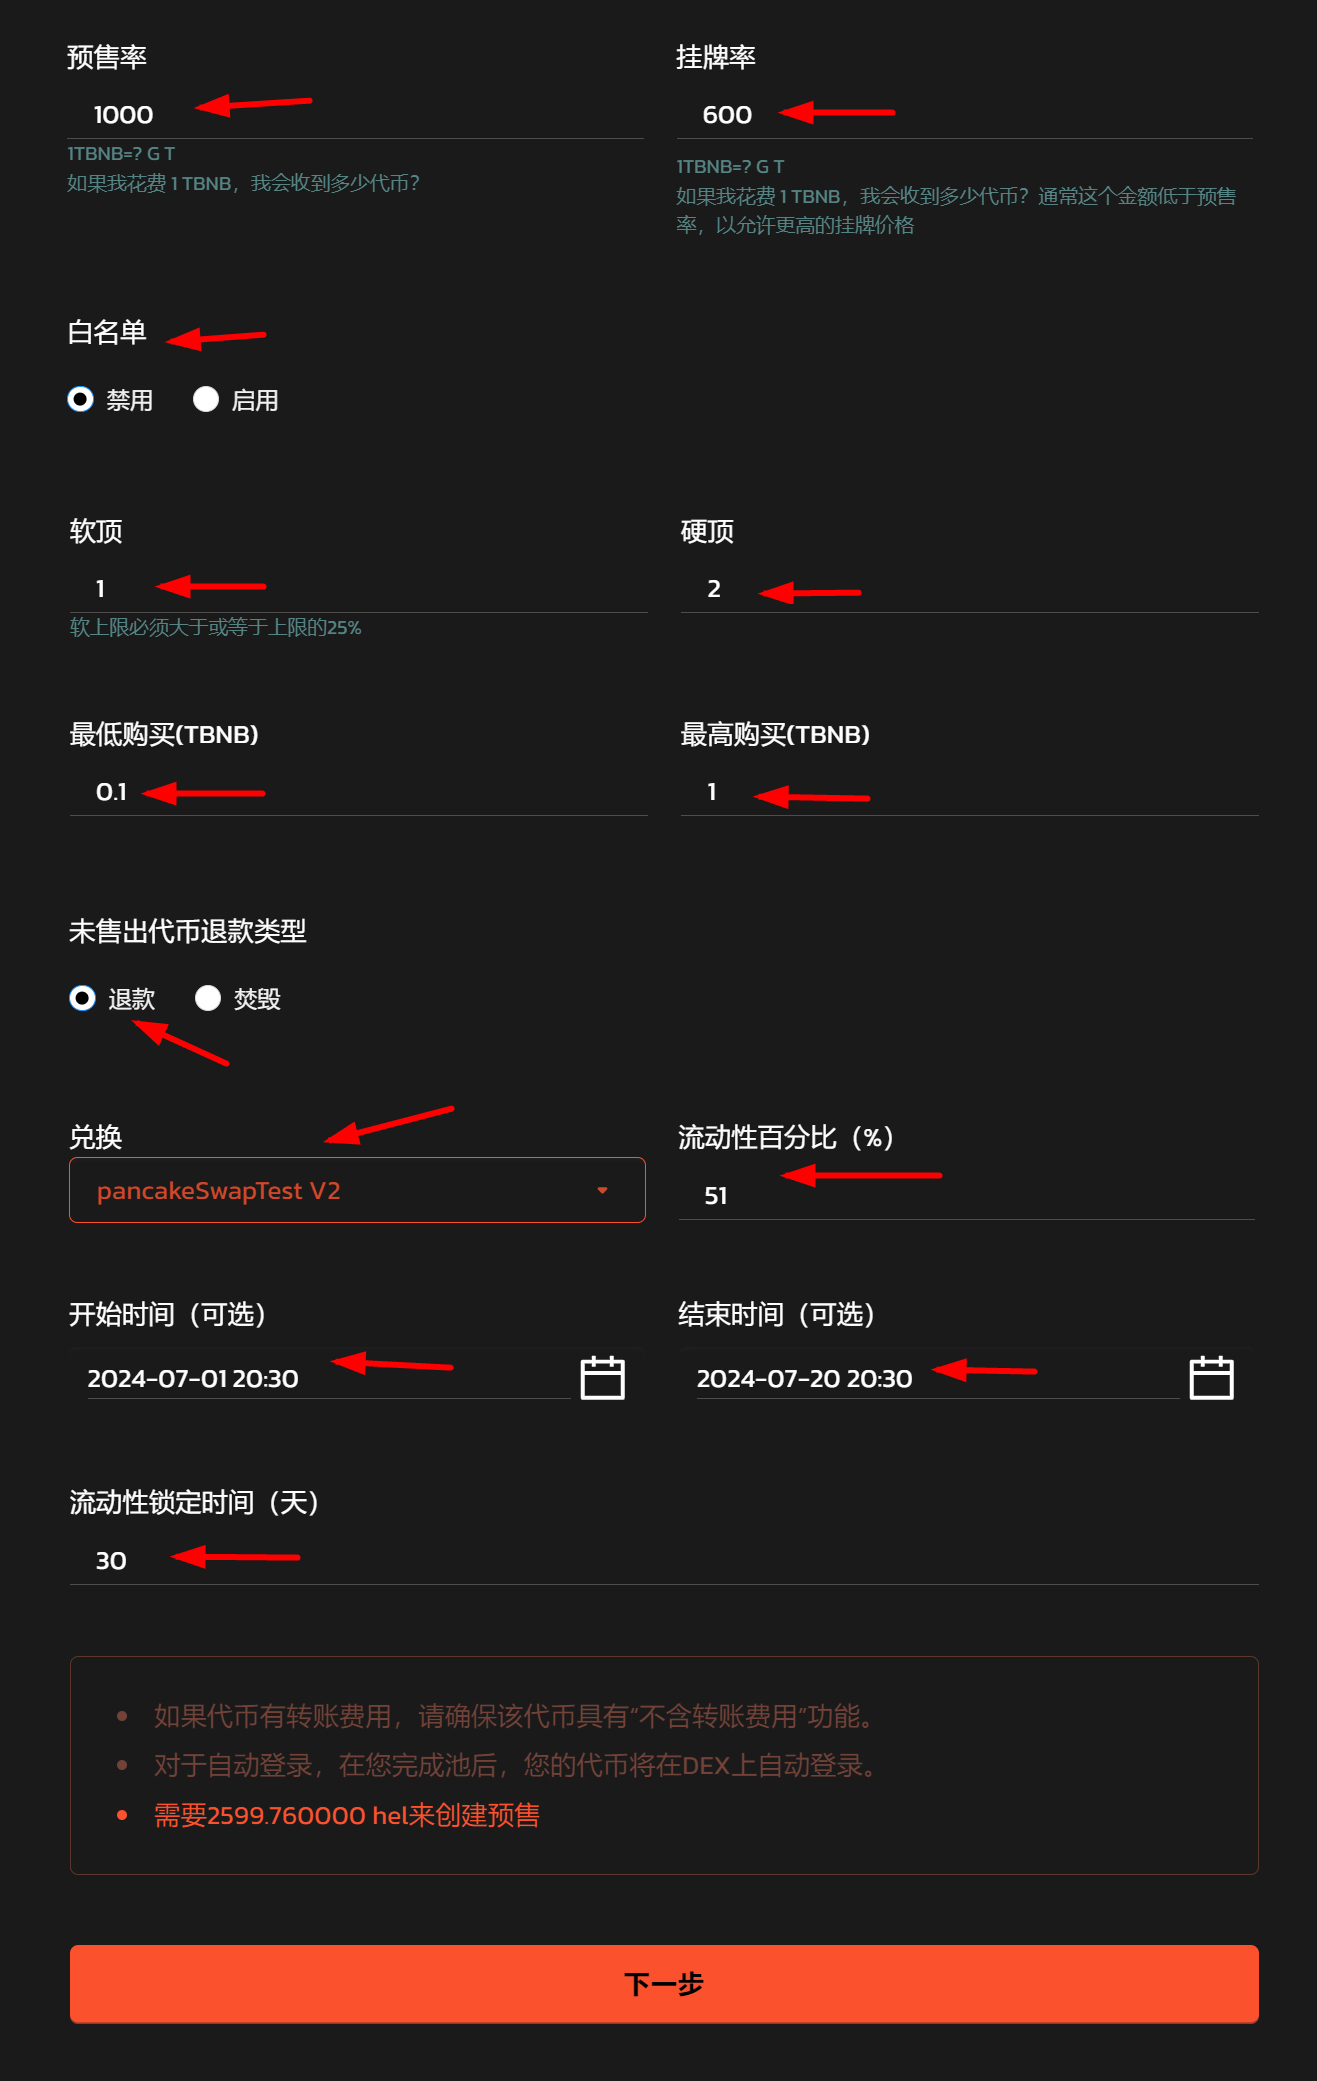 预售率
挂牌率
1000
600
1TBNB=? G T
如果我花费 1 TBNB，我会收到多少代币？
1TBNB=? G T
如果我花费 1 TBNB，我会收到多少代币？通常这个金额低于预售
率，以允许更高的挂牌价格
白名单
禁用 启用
软顶
硬顶
1
2
软上限必须大于或等于上限的25%
最低购买(TBNB)
最高购买(TBNB)
0.1
1
未售出代币退款类型
退款 焚毁
兑换
流动性百分比（%）
pancakeSwapTest V2
51
开始时间（可选）
结束时间（可选）
2024-07-01 20:30
2024-07-20 20:30
流动性锁定时间（天）
30
如果代币有转账费用，请确保该代币具有“不含转账费用”功能。
对于自动登录，在您完成池后，您的代币将在DEX上自动登录。
需要2599.760000 hel来创建预售
下一步